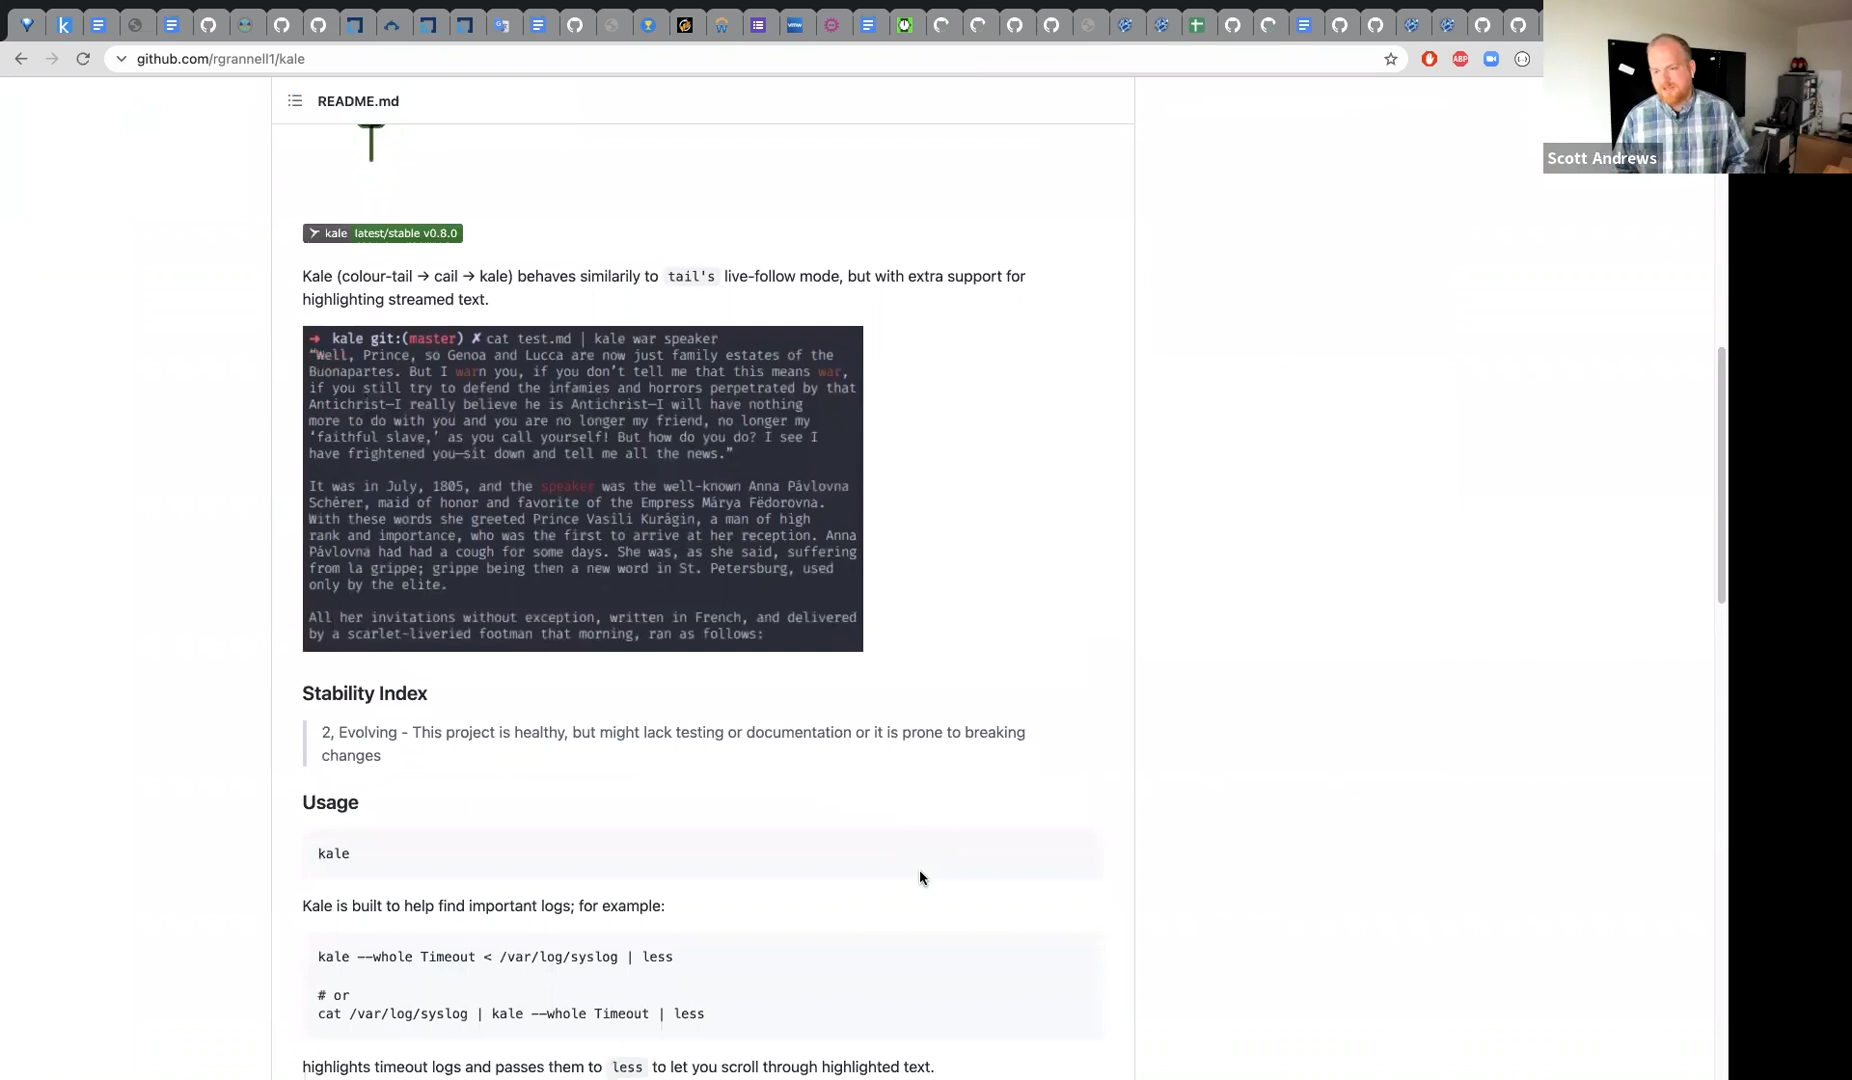 github.com/rgrannell1/kale
ABP
README.md
Scott Andrews
kale latest/stable v0.8.0
Kale (colour-tail → cail → kale) behaves similarily to tail's live-follow mode, but with extra support for
highlighting streamed text.
➜ kale git:(master) ✗ cat test.md | kale war speaker
“Well, Prince, so Genoa and Lucca are now just family estates of the
Buonapartes. But I warn you, if you don’t tell me that this means war,
if you still try to defend the infamies and horrors perpetrated by that
Antichrist—I really believe he is Antichrist—I will have nothing
more to do with you and you are no longer my friend, no longer my
‘faithful slave,’ as you call yourself! But how do you do? I see I
have frightened you—sit down and tell me all the news.”
It was in July, 1805, and the speaker was the well-known Anna Pávlovna
Schérer, maid of honor and favorite of the Empress Márya Fëdorovna.
With these words she greeted Prince Vasíli Kurágin, a man of high
rank and importance, who was the first to arrive at her reception. Anna
Pávlovna had had a cough for some days. She was, as she said, suffering
from la grippe; grippe being then a new word in St. Petersburg, used
only by the elite.
All her invitations without exception, written in French, and delivered
by a scarlet-liveried footman that morning, ran as follows:
Stability Index
2, Evolving - This project is healthy, but might lack testing or documentation or it is prone to breaking
changes
Usage
kale
Kale is built to help find important logs; for example:
kale --whole Timeout < /var/log/syslog | less
# or
cat /var/log/syslog | kale --whole Timeout | less
highlights timeout logs and passes them to less to let you scroll through highlighted text.